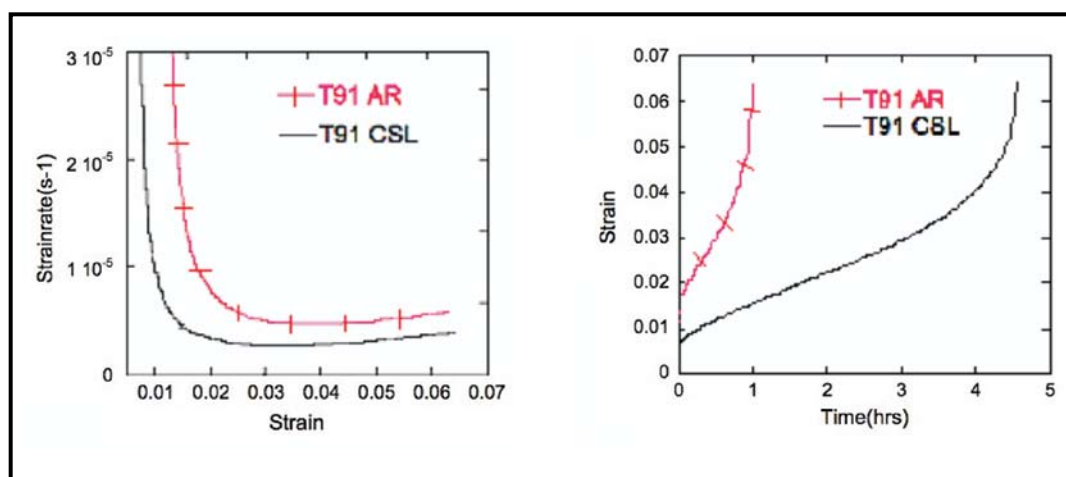 3 10-5
2 10-5
1 10-5
0
Strainrate(s-1)
T91 AR
T91 CSL
0.01 0.02 0.03 0.04 0.05 0.06 0.07
Strain
0.07
0.06
0.05
0.04
0.03
0.02
0.01
0
Strain
T91 AR
T91 CSL
0 1 2 3 4 5
Time(hrs)